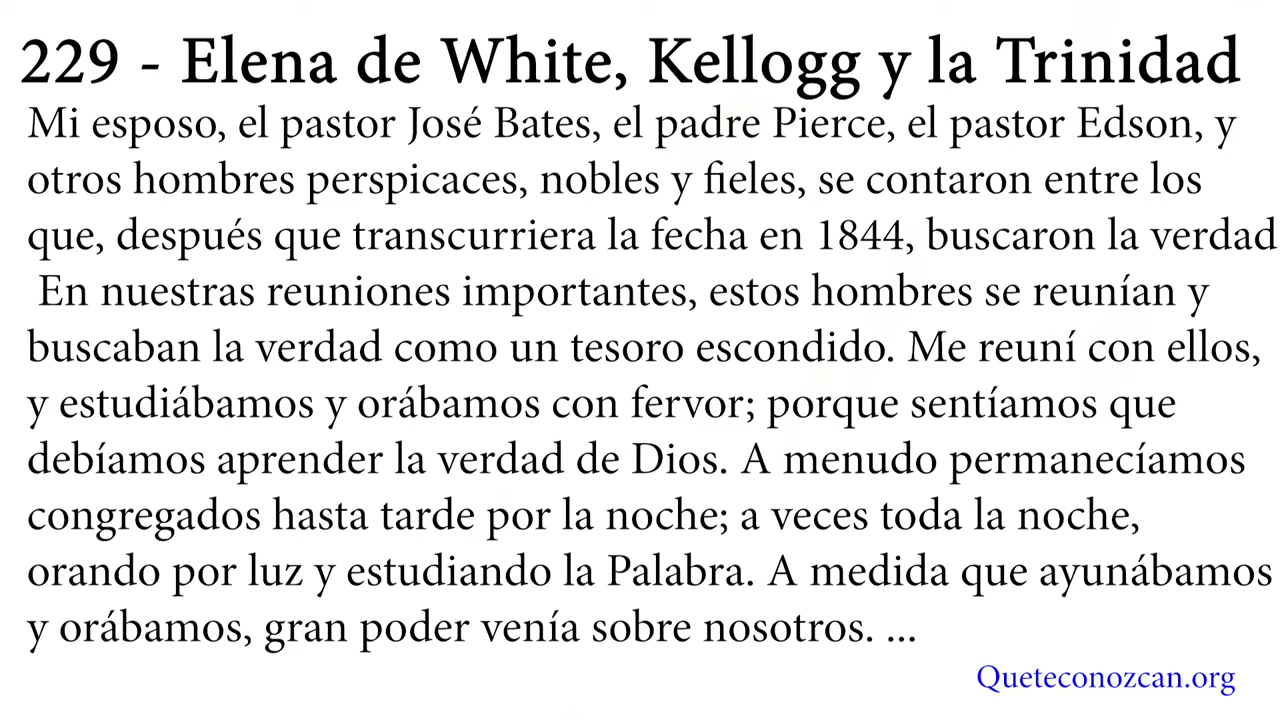 229 - Elena de White, Kellogg y la Trinidad
Mi esposo, el pastor José Bates, el padre Pierce, el pastor Edson, y
otros hombres perspicaces, nobles y fieles, se contaron entre los
que, después que transcurriera la fecha en 1844, buscaron la verdad
En nuestras reuniones importantes, estos hombres se reunían y
buscaban la verdad como un tesoro escondido. Me reuní con ellos,
y estudiábamos y orábamos con fervor; porque sentíamos que
debíamos aprender la verdad de Dios. A menudo permanecíamos
congregados hasta tarde por la noche; a veces toda la noche,
orando por luz y estudiando la Palabra. A medida que ayunábamos
y orábamos, gran poder venía sobre nosotros. ...
Queteconozcan.org